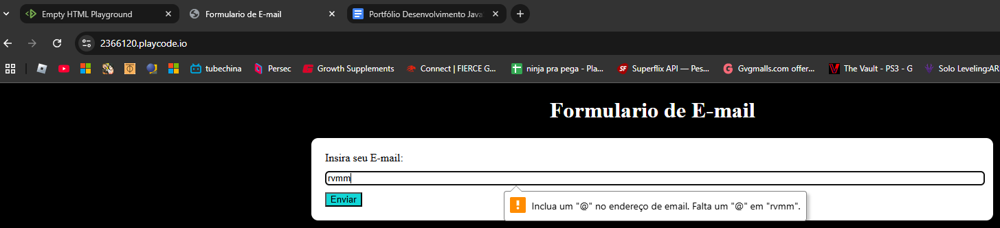 Empty HTML Playground
Formulario de E-mail
Portfólio Desenvolvimento Java
2366120.playcode.io
tubechina
Persec
Growth Supplements
Connect | FIERCE G...
ninja pra pega - Pla...
SF
Superflix API — Pes...
Gvgmalls.com offer...
The Vault - PS3 - G
Solo Leveling:AR
Formulario de E-mail
Insira seu E-mail:
rvmm
Enviar
Inclua um "@" no endereço de email. Falta um "@" em "rvmm".